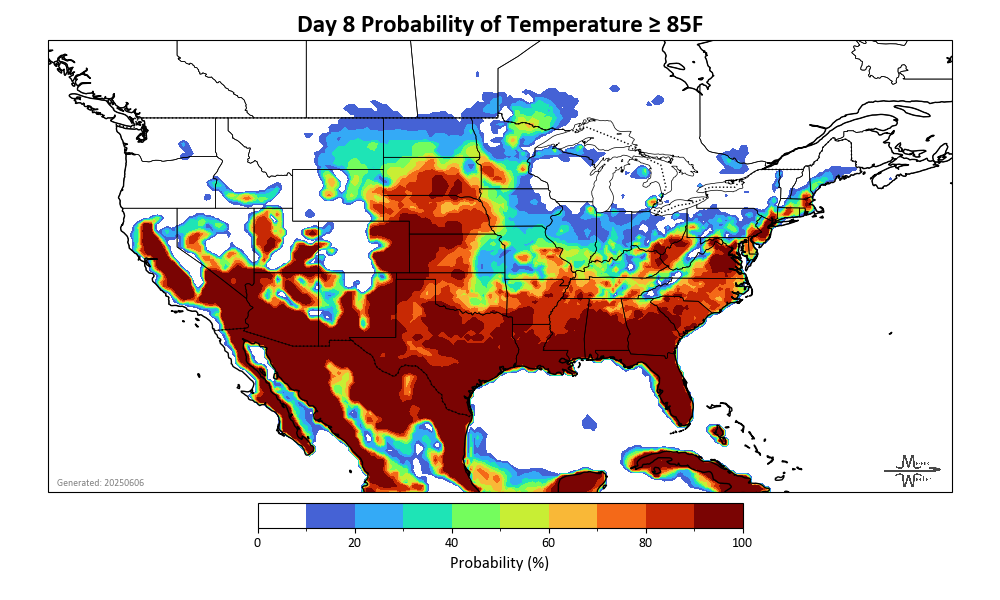 Day 8 Probability of Temperature ≥ 85F
Generated: 20250606
0 20 40 60 80 100
Probability (%)